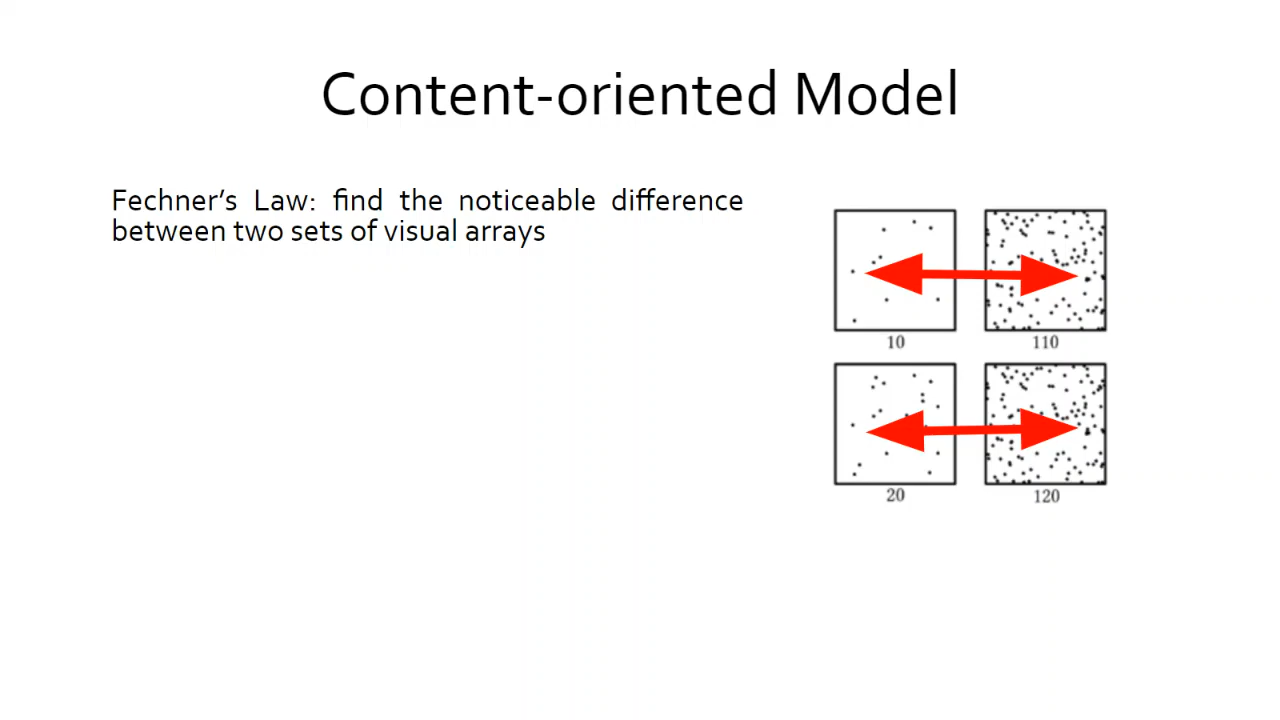 Content-oriented Model
Fechner’s Law: find the noticeable difference
between two sets of visual arrays
10
110
20
120